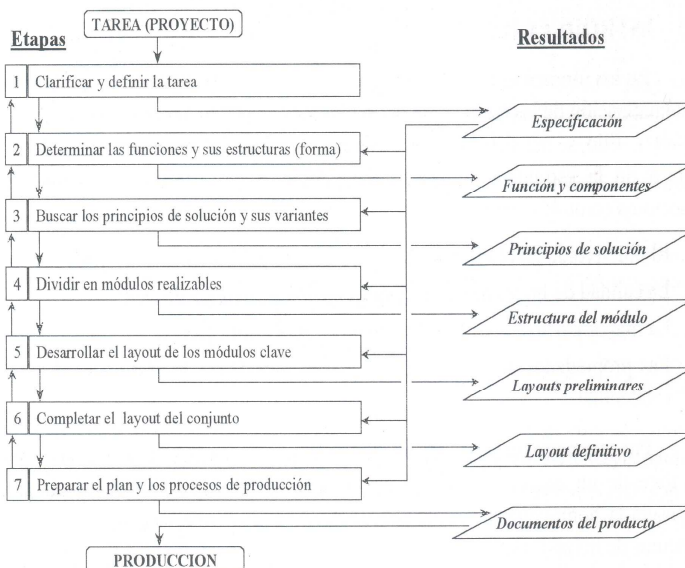 TAREA (PROYECTO)
Etapas
Resultados
1 Clarificar y definir la tarea
Especificación
2 Determinar las funciones y sus estructuras (forma)
Función y componentes
3 Buscar los principios de solución y sus variantes
Principios de solución
4 Dividir en módulos realizables
Estructura del módulo
5 Desarrollar el layout de los módulos clave
Layouts preliminares
6 Completar el layout del conjunto
Layout definitivo
7 Preparar el plan y los procesos de producción
Documentos del producto
PRODUCCION